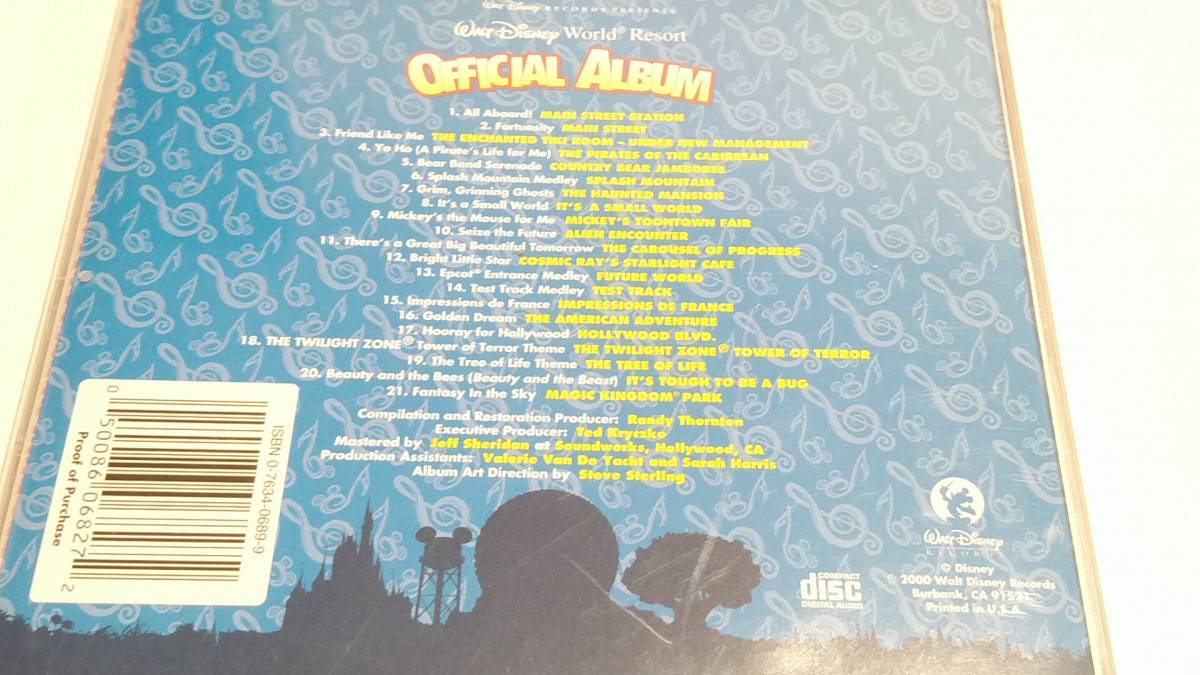 WALT DISNEY RECORDS PRESENTS
WALT DISNEY World® Resort
OFFICIAL ALBUM
1. All Aboard! MAIN STREET STATION
2. Fortuosity MAIN STREET
3. Friend Like Me THE ENCHANTED TIKI ROOM – UNDER NEW MANAGEMENT
4. Yo Ho (A Pirate's Life for Me) THE PIRATES OF THE CARIBBEAN
5. Bear Band Serenade COUNTRY BEAR JAMBOREE
6. Splash Mountain Medley SPLASH MOUNTAIN
7. Grim, Grinning Ghosts THE HAUNTED MANSION
8. It's a Small World IT'S A SMALL WORLD
9. Mickey's the Mouse for Me MICKEY'S TOONTOWN FAIR
10. Seize the Future ALIEN ENCOUNTER
11. There's a Great Big Beautiful Tomorrow THE CAROUSEL OF PROGRESS
12. Bright Little Star COSMIC RAY'S STARLIGHT CAFE
13. Epcot® Entrance Medley FUTURE WORLD
14. Test Track Medley TEST TRACK
15. Impressions de France IMPRESSIONS DE FRANCE
16. Golden Dream THE AMERICAN ADVENTURE
17. Hooray for Hollywood HOLLYWOOD BLVD.
18. THE TWILIGHT ZONE® Tower of Terror Theme THE TWILIGHT ZONE® TOWER OF TERROR
19. The Tree of Life Theme THE TREE OF LIFE
20. Beauty and the Bees (Beauty and the Beast) IT'S TOUGH TO BE A BUG
21. Fantasy In the Sky MAGIC KINGDOM® PARK
Compilation and Restoration Producer: Randy Thornton
Executive Producer: Ted Kryczko
Mastered by Jeff Sheridan at Soundworks, Hollywood, CA
Production Assistants: Valerie Van De Yacht and Sarah Harris
Album Art Direction by Steve Sterling
ISBN 0-7634-0689-9
0 50086 06827 2
Proof of Purchase
COMPACT
disc
DIGITAL AUDIO
WALT DISNEY
RECORDS
© Disney
℗ 2000 Walt Disney Records
Burbank, CA 91521
Printed in U.S.A.